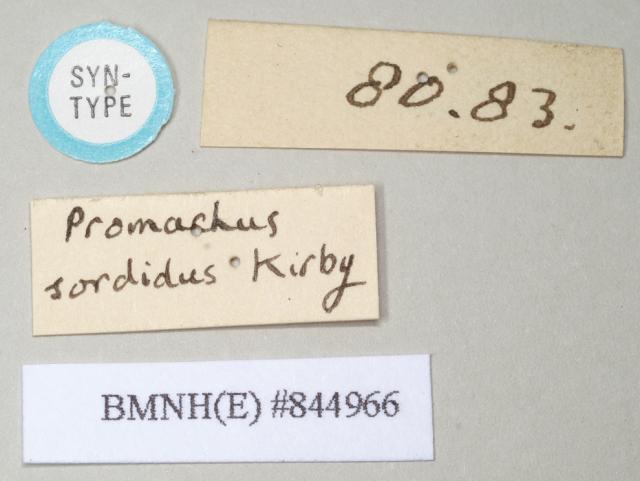 SYN-
TYPE
80.83.
Promachus
sordidus Kirby
BMNH(E) #844966